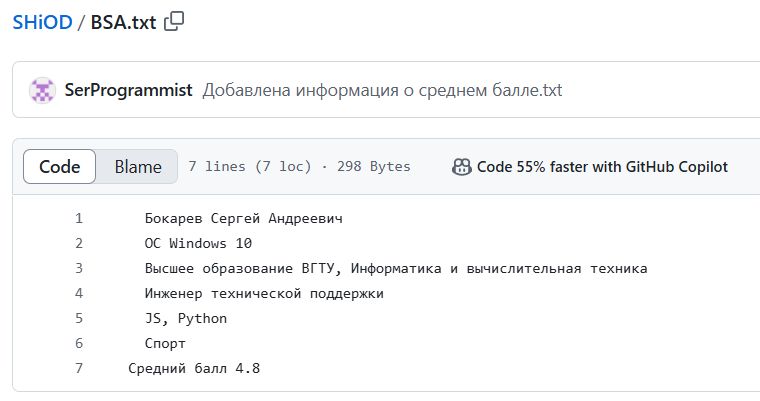 SHiOD / BSA.txt
SerProgrammist Добавлена информация о среднем балле.txt
Code Blame 7 lines (7 loc) · 298 Bytes Code 55% faster with GitHub Copilot
1 Бокарев Сергей Андреевич
2 ОС Windows 10
3 Высшее образование ВГТУ, Информатика и вычислительная техника
4 Инженер технической поддержки
5 JS, Python
6 Спорт
7 Средний балл 4.8